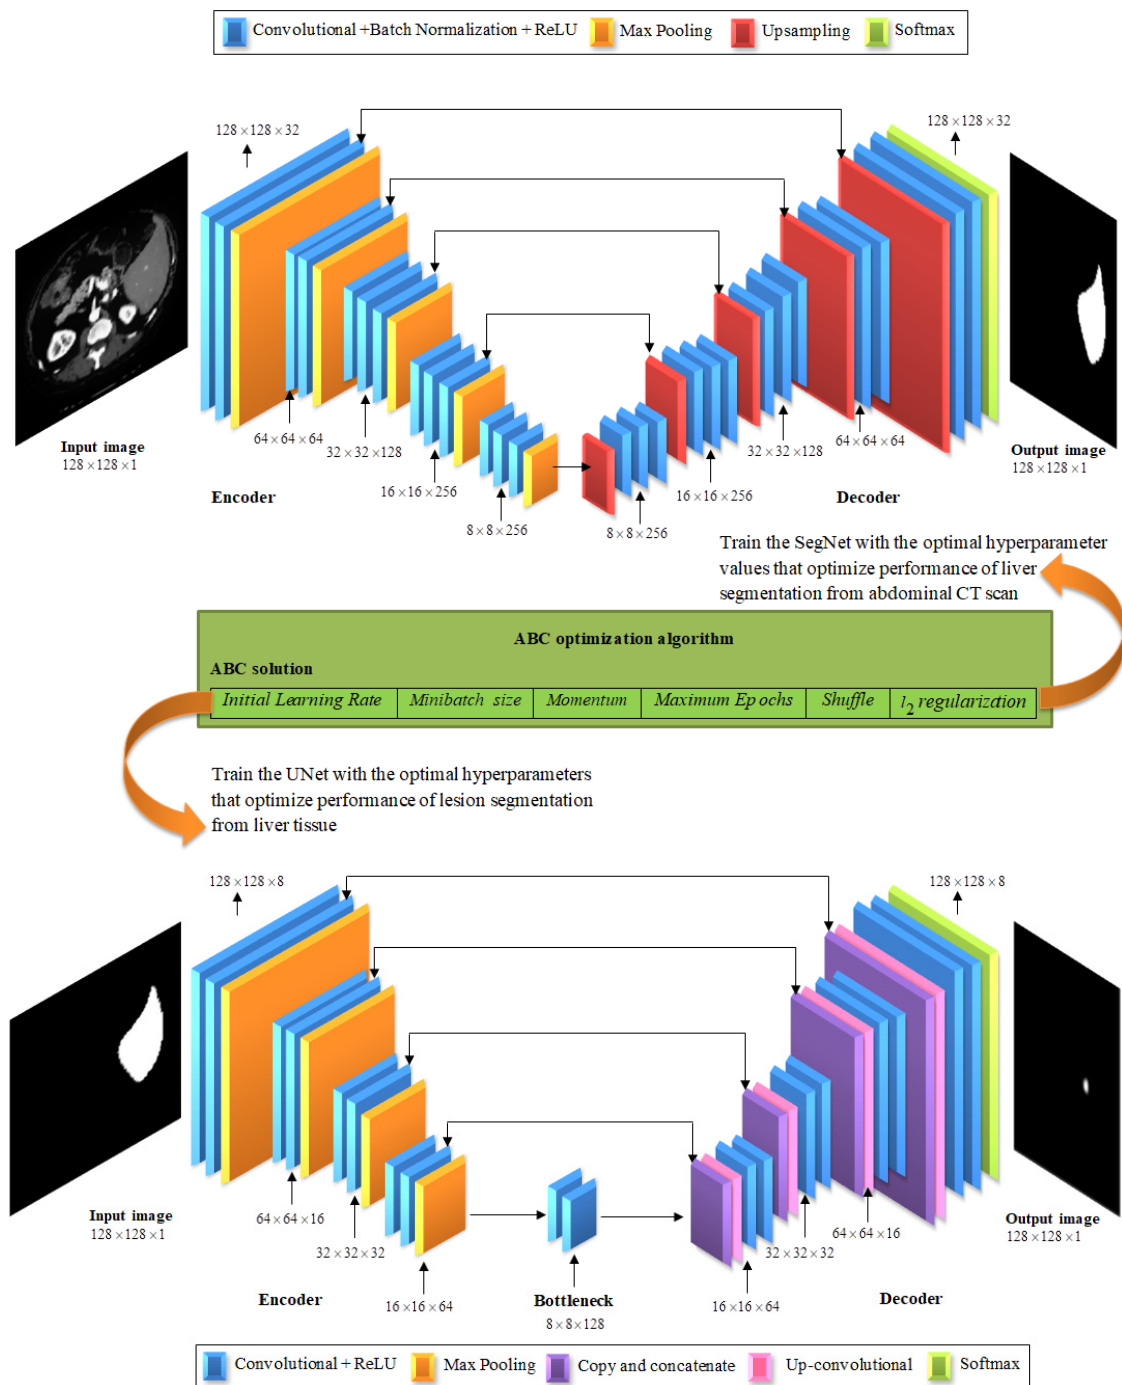 Convolutional +Batch Normalization + ReLU Max Pooling Upsampling Softmax
128 × 128 × 32
128 × 128 × 32
Input image
128 × 128 × 1
64 × 64 × 64
32 × 32 × 128
16 × 16 × 256
8 × 8 × 256
Encoder
8 × 8 × 256
16 × 16 × 256
32 × 32 × 128
64 × 64 × 64
Decoder
Output image
128 × 128 × 1
Train the SegNet with the optimal hyperparameter
values that optimize performance of liver
segmentation from abdominal CT scan
ABC optimization algorithm
ABC solution
Initial Learning Rate Minibatch size Momentum Maximum Epochs Shuffle l2 regularization
Train the UNet with the optimal hyperparameters
that optimize performance of lesion segmentation
from liver tissue
128 × 128 × 8
128 × 128 × 8
Input image
128 × 128 × 1
64 × 64 × 16
32 × 32 × 32
16 × 16 × 64
Encoder
Bottleneck
8 × 8 × 128
16 × 16 × 64
32 × 32 × 32
64 × 64 × 16
Decoder
Output image
128 × 128 × 1
Convolutional + ReLU Max Pooling Copy and concatenate Up-convolutional Softmax